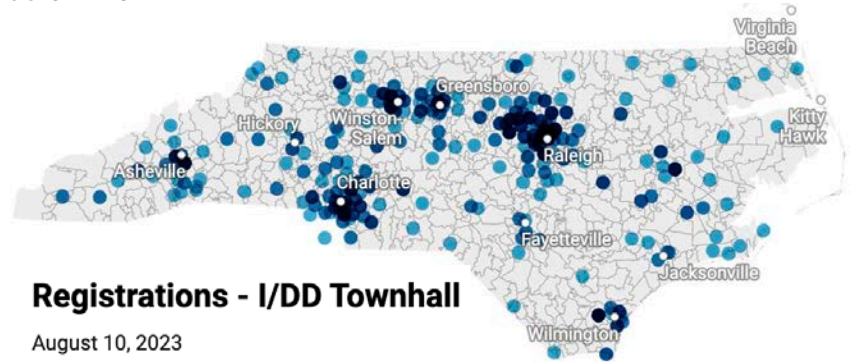 Virginia
Beach
Greensboro
Kitty
Hawk
Hickory
Winston-
Salem
Raleigh
Asheville
Charlotte
Fayetteville
Jacksonville
Registrations - I/DD Townhall
Wilmington
August 10, 2023